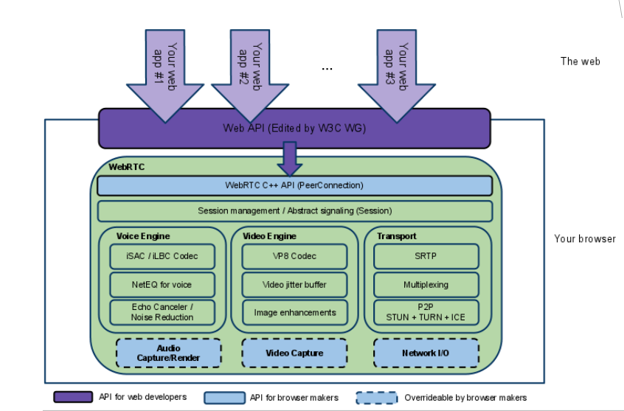 Your web
app #1
Your web
app #2
...
Your web
app #3
The web
Web API (Edited by W3C WG)
WebRTC
WebRTC C++ API (PeerConnection)
Session management / Abstract signaling (Session)
Your browser
Voice Engine
iSAC / iLBC Codec
NetEQ for voice
Echo Canceler /
Noise Reduction
Video Engine
VP8 Codec
Video jitter buffer
Image enhancements
Transport
SRTP
Multiplexing
P2P
STUN + TURN + ICE
Audio
Capture/Render
Video Capture
Network I/O
API for web developers
API for browser makers
Overrideable by browser makers